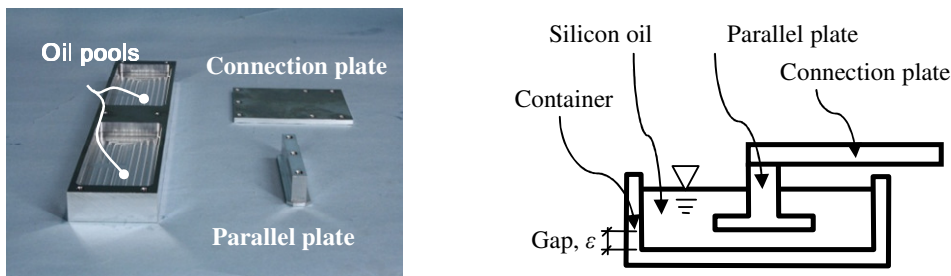 Oil pools
Connection plate
Parallel plate
Silicon oil
Parallel plate
Connection plate
Container
Gap, ε